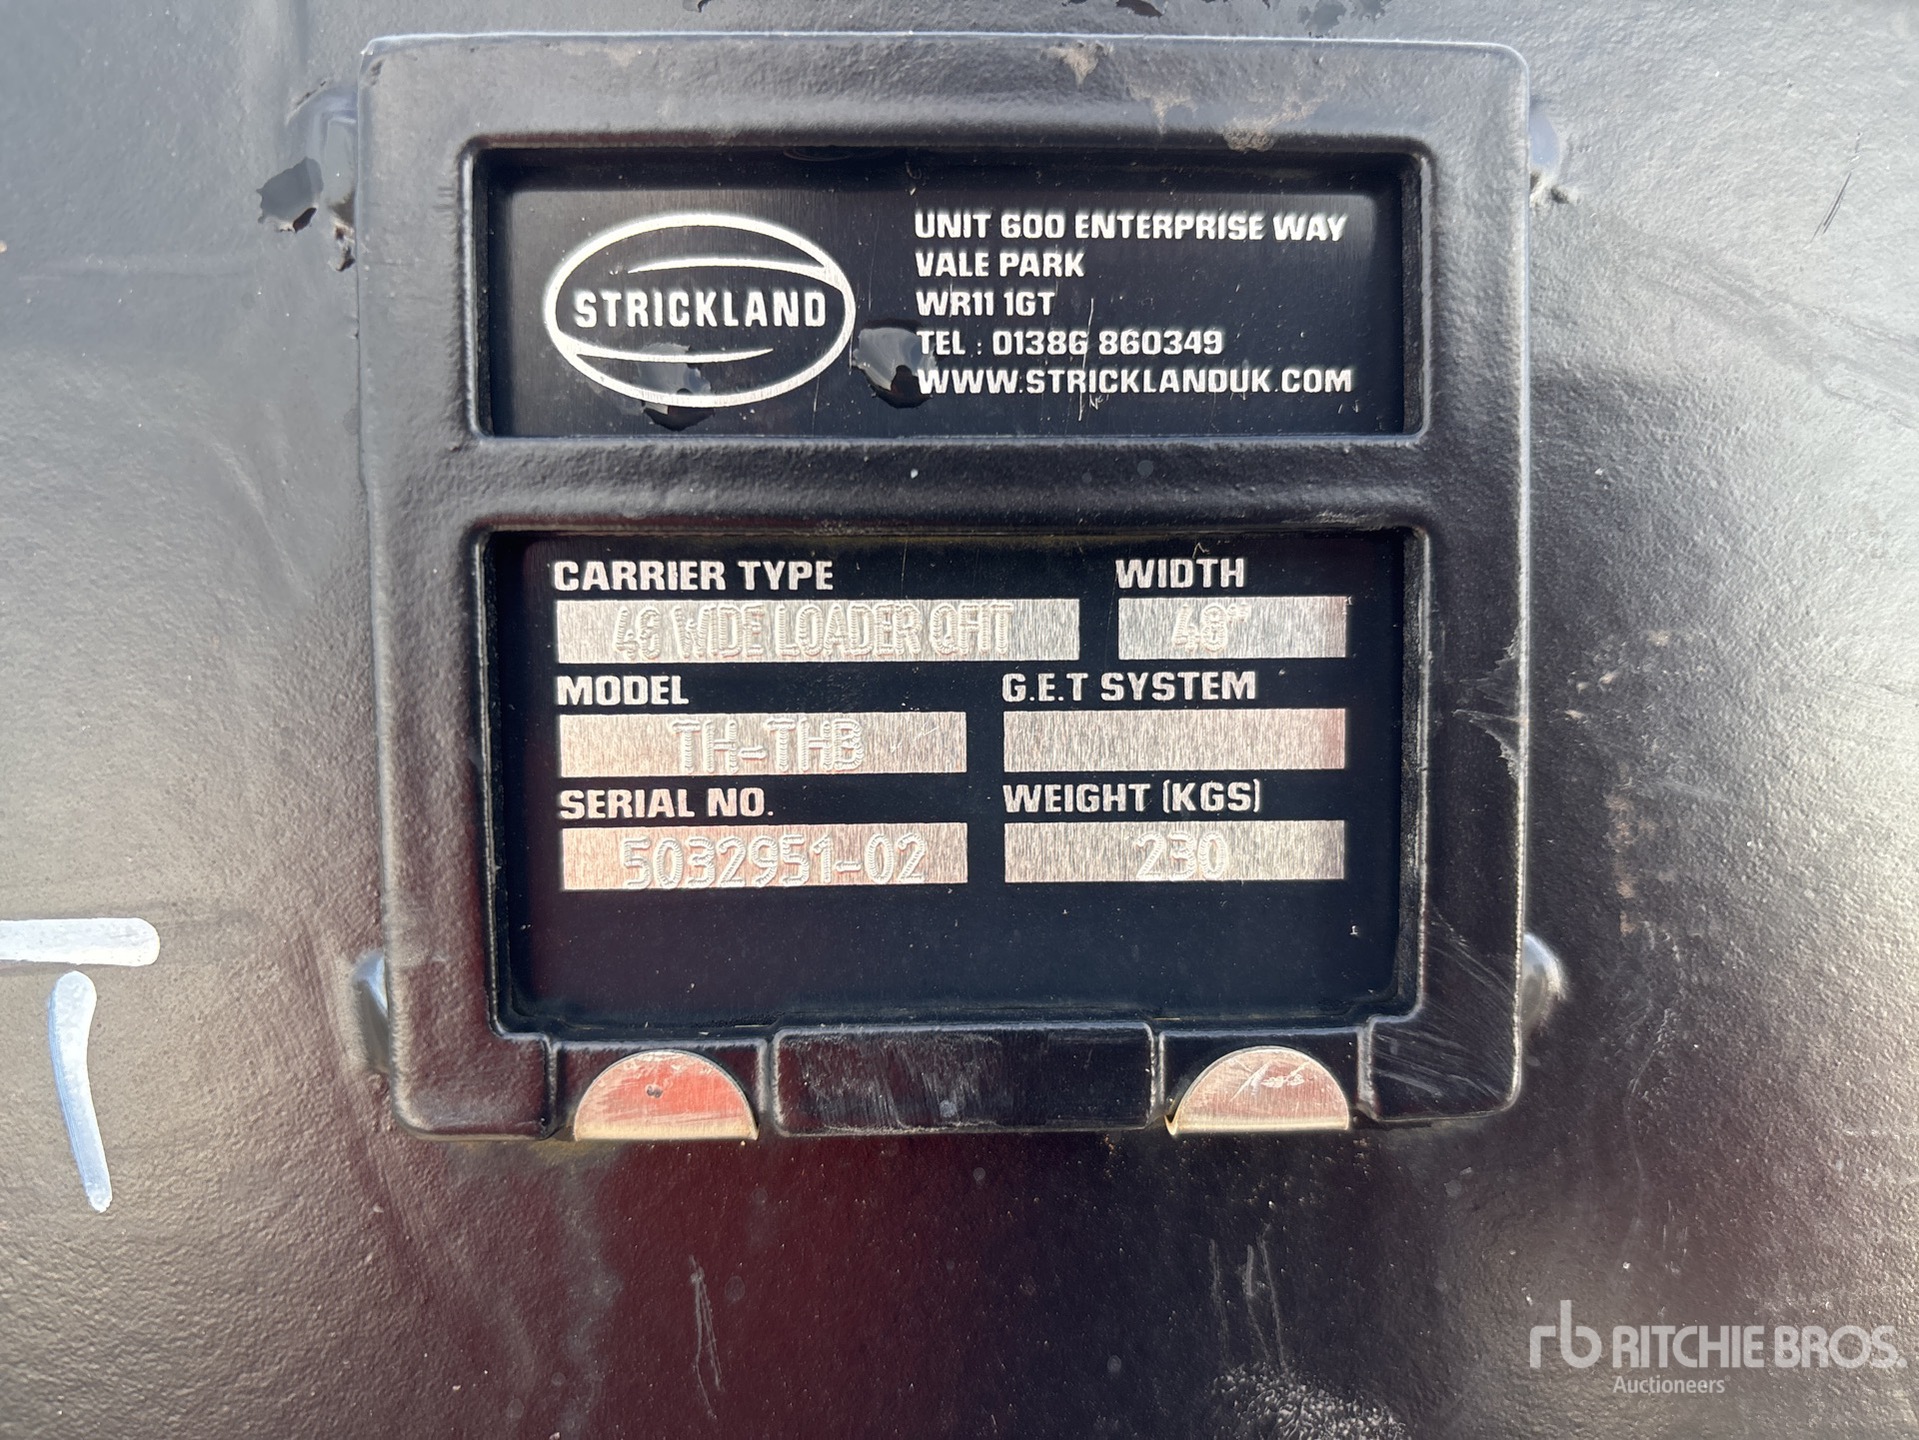 STRICKLAND
UNIT 600 ENTERPRISE WAY
VALE PARK
WR11 1GT
TEL : 01386 860349
WWW.STRICKLANDUK.COM
CARRIER TYPE
48 WIDE LOADER QFIT
WIDTH
48"
MODEL
TH-THB
G.E.T SYSTEM
SERIAL NO.
5032951-02
WEIGHT (KGS)
230
rb RITCHIE BROS.
Auctioneers